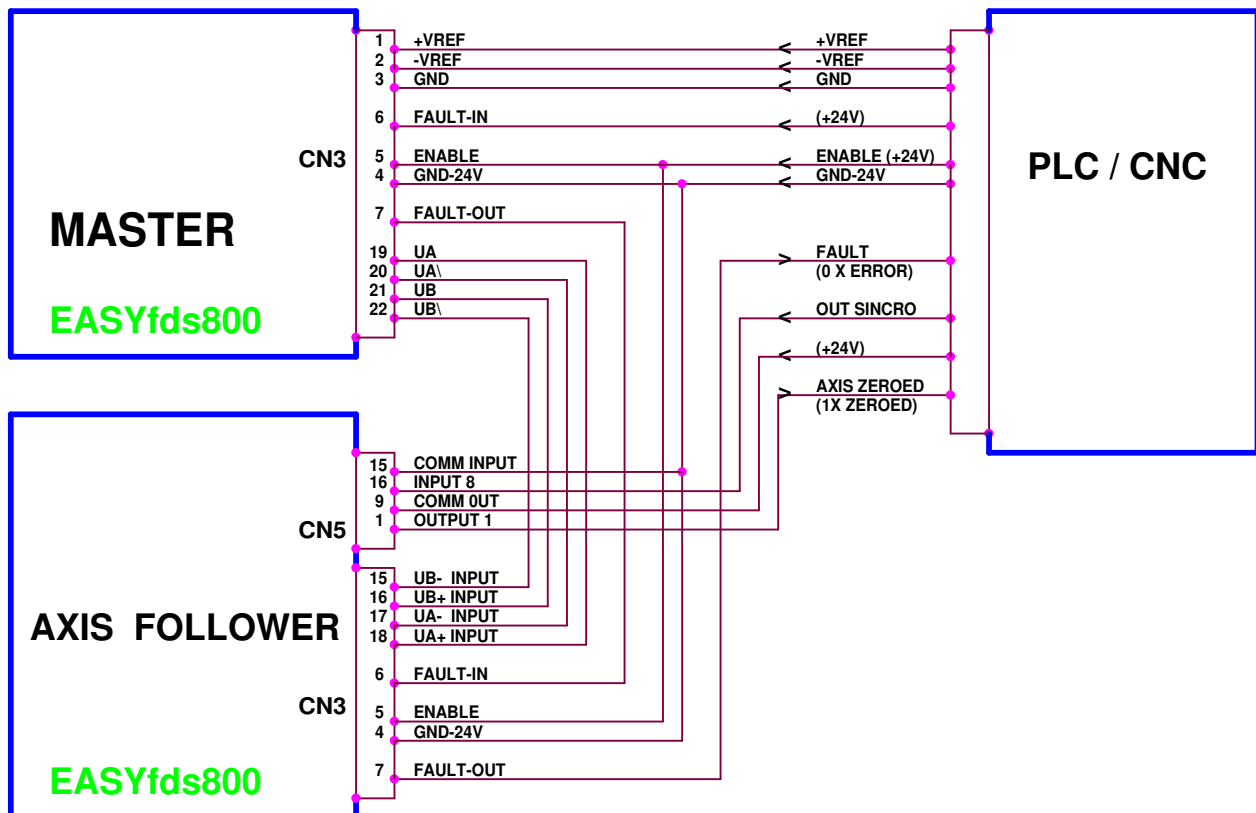 1 +VREF +VREF
2 -VREF -VREF
3 GND GND
6 FAULT-IN (+24V)
CN3
5 ENABLE ENABLE (+24V)
4 GND-24V GND-24V
PLC / CNC
7 FAULT-OUT
MASTER
19 UA FAULT
20 UA\ (0 X ERROR)
21 UB
22 UB\ OUT SINCRO
EASYfds800
(+24V)
AXIS ZEROED
(1X ZEROED)
15 COMM INPUT
16 INPUT 8
9 COMM 0UT
1 OUTPUT 1
CN5
15 UB- INPUT
16 UB+ INPUT
17 UA- INPUT
18 UA+ INPUT
AXIS FOLLOWER
6 FAULT-IN
CN3
5 ENABLE
4 GND-24V
7 FAULT-OUT
EASYfds800